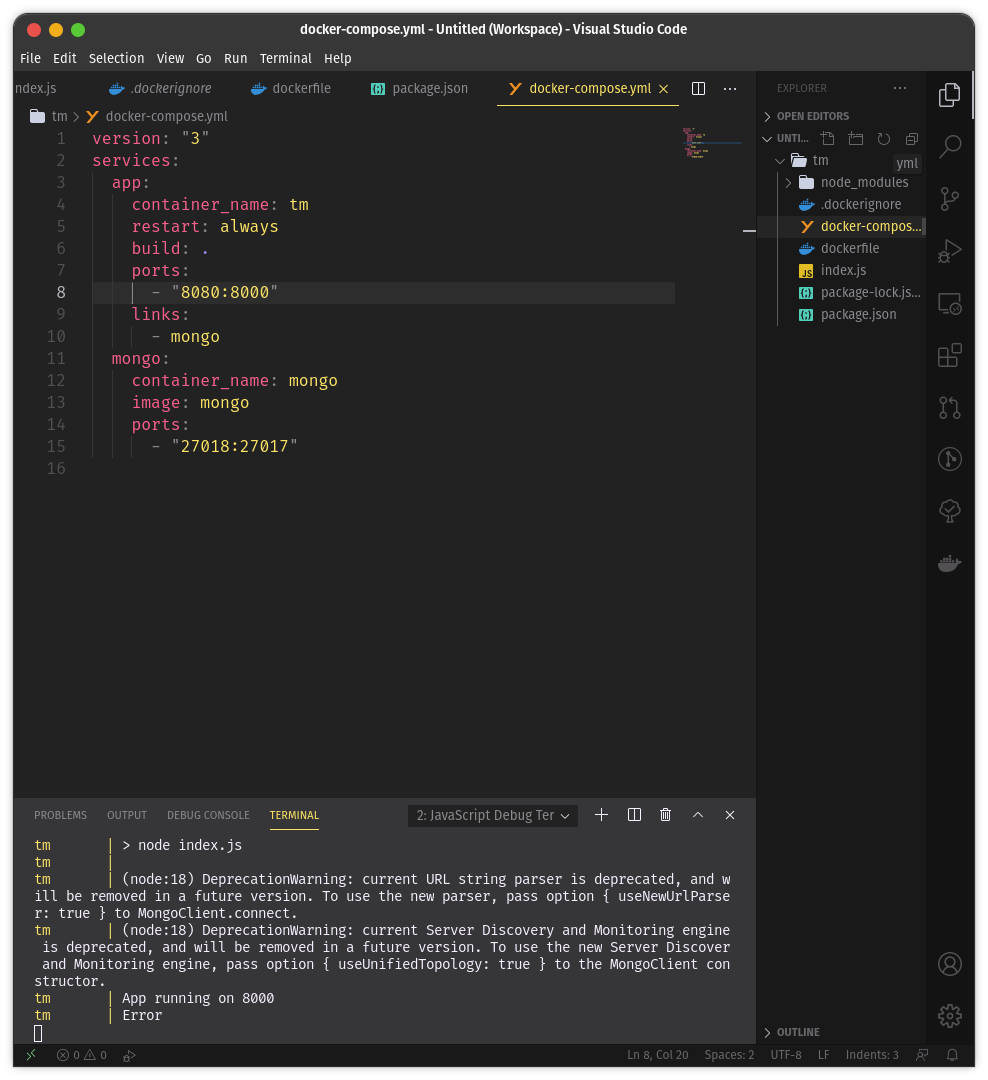 docker-compose.yml - Untitled (Workspace) - Visual Studio Code
File Edit Selection View Go Run Terminal Help
ndex.js .dockerignore dockerfile package.json docker-compose.yml
tm > docker-compose.yml
1 version: "3"
2 services:
3 app:
4 container_name: tm
5 restart: always
6 build: .
7 ports:
8 - "8080:8000"
9 links:
10 - mongo
11 mongo:
12 container_name: mongo
13 image: mongo
14 ports:
15 - "27018:27017"
16
EXPLORER
OPEN EDITORS
UNTI...
tm
yml
node_modules
.dockerignore
docker-compos...
dockerfile
JS index.js
package-lock.js...
package.json
OUTLINE
PROBLEMS OUTPUT DEBUG CONSOLE TERMINAL 2: JavaScript Debug Ter
tm | > node index.js
tm |
tm | (node:18) DeprecationWarning: current URL string parser is deprecated, and w
ill be removed in a future version. To use the new parser, pass option { useNewUrlParse
r: true } to MongoClient.connect.
tm | (node:18) DeprecationWarning: current Server Discovery and Monitoring engine
is deprecated, and will be removed in a future version. To use the new Server Discover
and Monitoring engine, pass option { useUnifiedTopology: true } to the MongoClient con
structor.
tm | App running on 8000
tm | Error
0 0 Ln 8, Col 20 Spaces: 2 UTF-8 LF Indents: 3